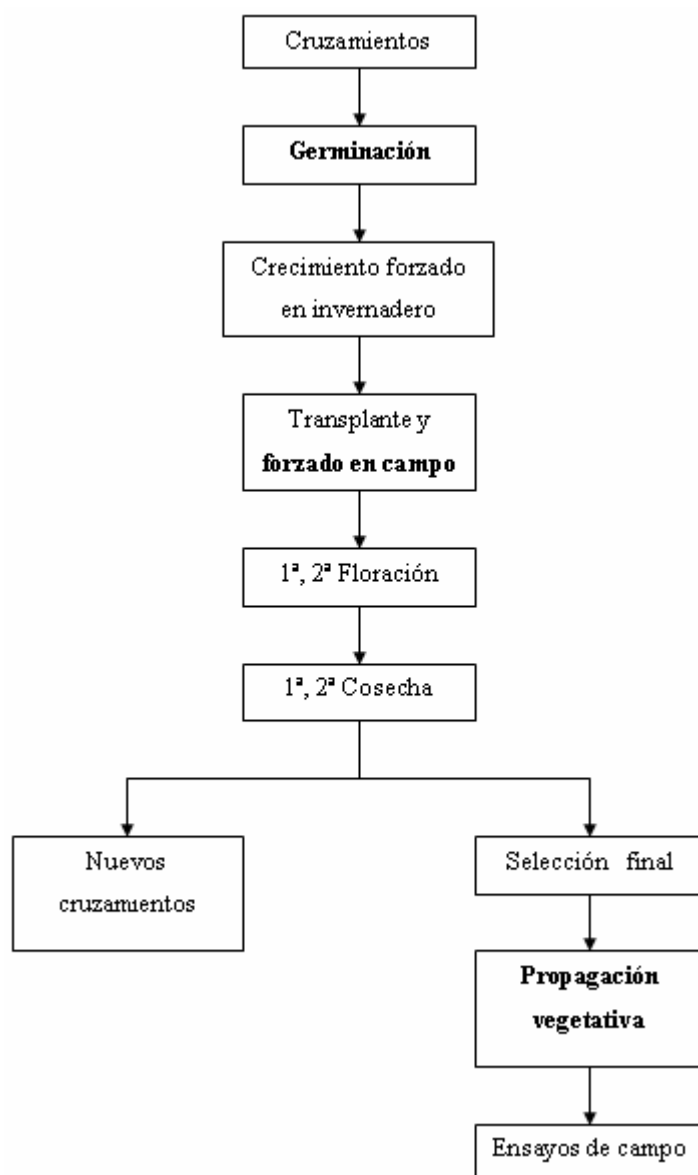 Cruzamientos
Germinación
Crecimiento forzado
en invernadero
Transplante y
forzado en campo
1ª, 2ª Floración
1ª, 2ª Cosecha
Nuevos
cruzamientos
Selección final
Propagación
vegetativa
Ensayos de campo